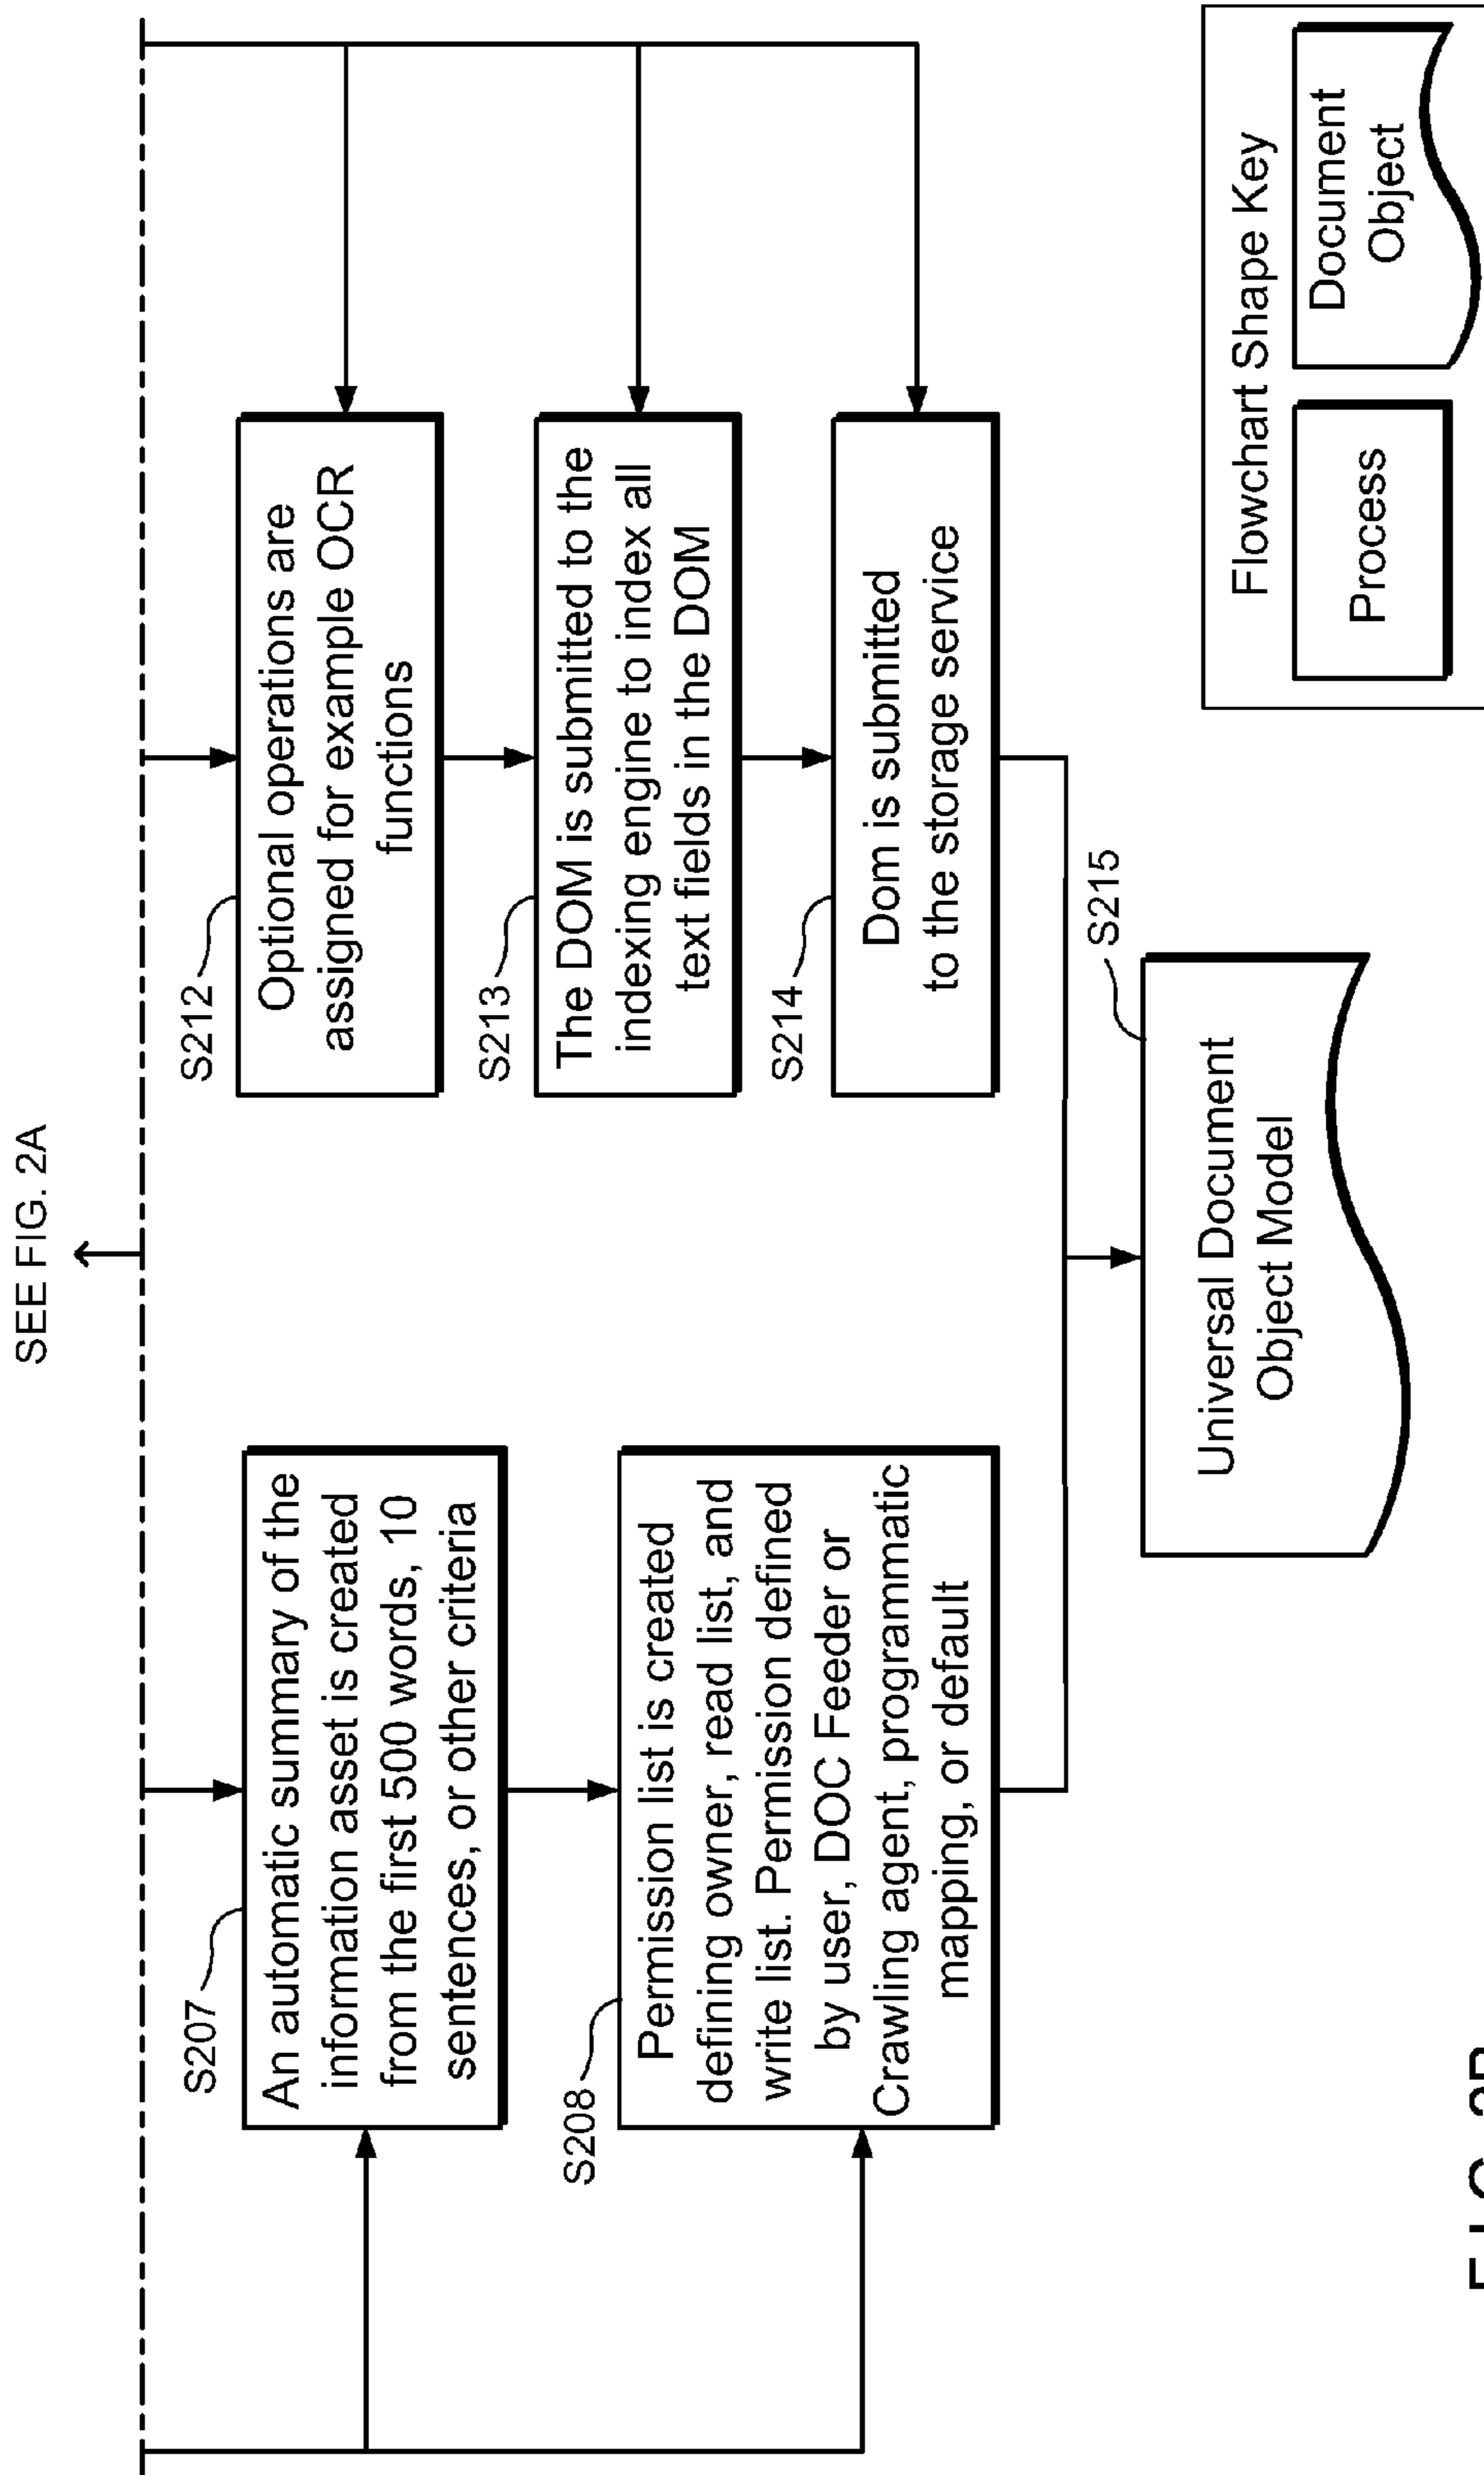 SEE FIG. 2A
S207
An automatic summary of the
information asset is created
from the first 500 words, 10
sentences, or other criteria
S208
Permission list is created
defining owner, read list, and
write list. Permission defined
by user, DOC Feeder or
Crawling agent, programmatic
mapping, or default
S212
Optional operations are
assigned for example OCR
functions
S213
The DOM is submitted to the
indexing engine to index all
text fields in the DOM
S214
Dom is submitted
to the storage service
S215
Universal Document
Object Model
Flowchart Shape Key
Process
Document
Object